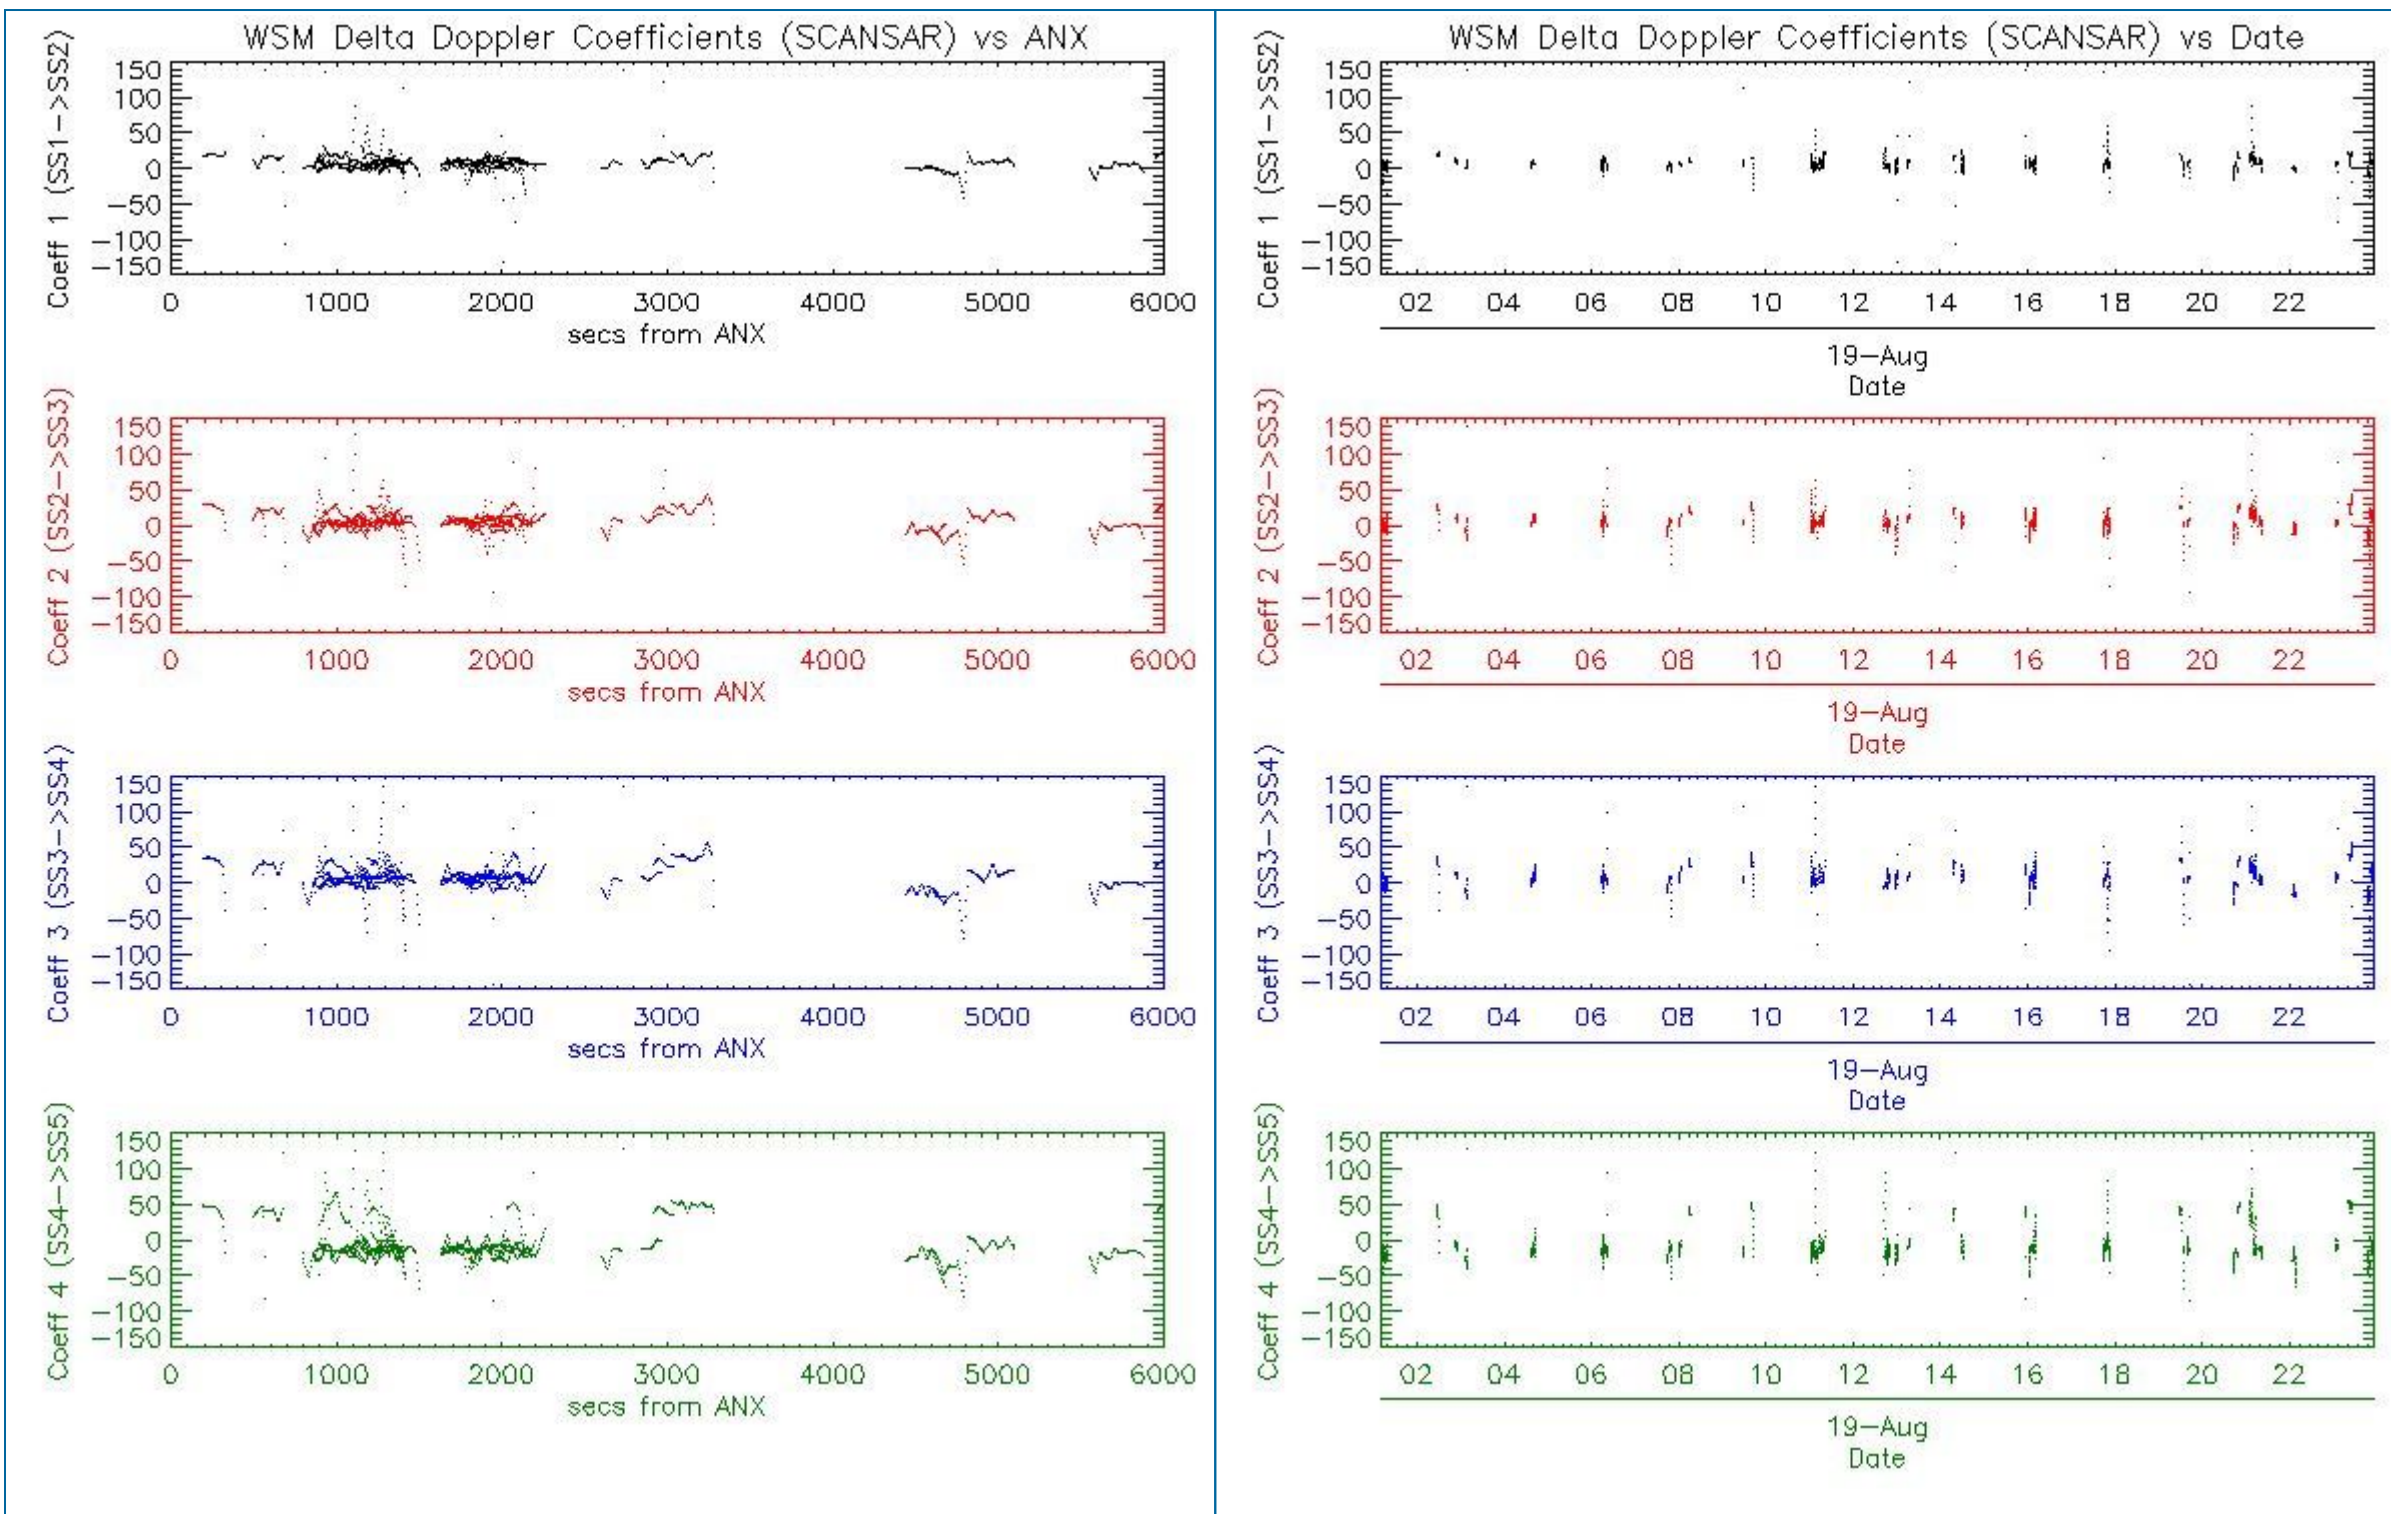 WSM Delta Doppler Coefficients (SCANSAR) vs ANX
Coeff 1 (SS1->SS2)
150
100
50
0
-50
-100
-150
0 1000 2000 3000 4000 5000 6000
secs from ANX
Coeff 2 (SS2->SS3)
150
100
50
0
-50
-100
-150
0 1000 2000 3000 4000 5000 6000
secs from ANX
Coeff 3 (SS3->SS4)
150
100
50
0
-50
-100
-150
0 1000 2000 3000 4000 5000 6000
secs from ANX
Coeff 4 (SS4->SS5)
150
100
50
0
-50
-100
-150
0 1000 2000 3000 4000 5000 6000
secs from ANX
WSM Delta Doppler Coefficients (SCANSAR) vs Date
Coeff 1 (SS1->SS2)
150
100
50
0
-50
-100
-150
02 04 06 08 10 12 14 16 18 20 22
19-Aug
Date
Coeff 2 (SS2->SS3)
150
100
50
0
-50
-100
-150
02 04 06 08 10 12 14 16 18 20 22
19-Aug
Date
Coeff 3 (SS3->SS4)
150
100
50
0
-50
-100
-150
02 04 06 08 10 12 14 16 18 20 22
19-Aug
Date
Coeff 4 (SS4->SS5)
150
100
50
0
-50
-100
-150
02 04 06 08 10 12 14 16 18 20 22
19-Aug
Date